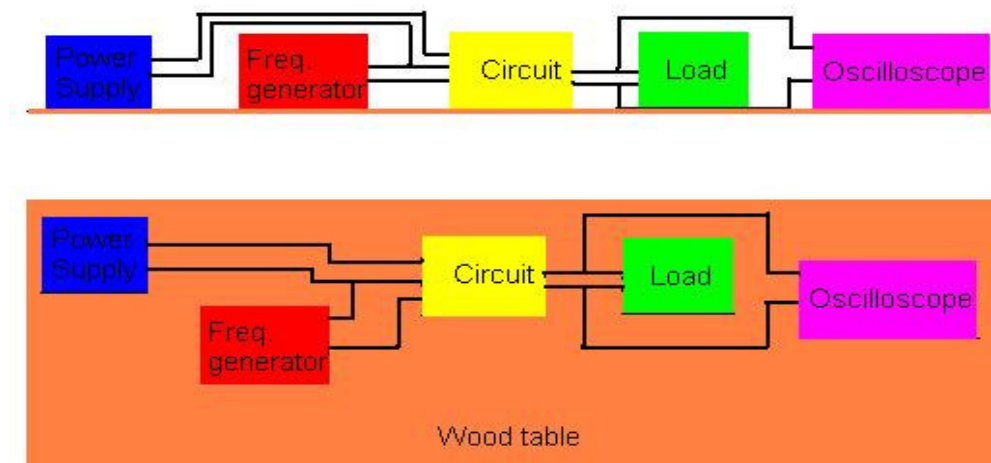 Power
Supply
Freq.
generator
Circuit
Load
Oscilloscope
Power
Supply
Freq.
generator
Circuit
Load
Oscilloscope
Wood table